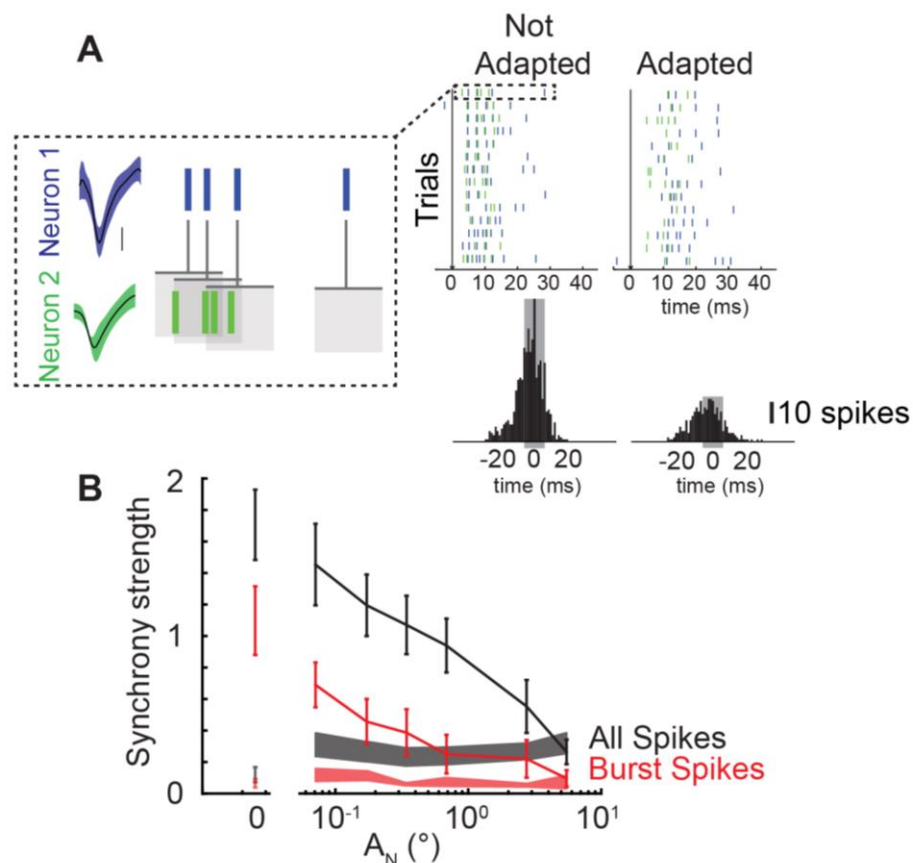 A
Not
Adapted
Adapted
Neuron 1
Neuron 2
Trials
0 10 20 30 40
time (ms)
0 10 20 30 40
time (ms)
I10 spikes
-20 0 20
time (ms)
-20 0 20
time (ms)
B
2
1
0
Synchrony strength
All Spikes
Burst Spikes
0 10⁻¹ 10⁰ 10¹
A_N (°)